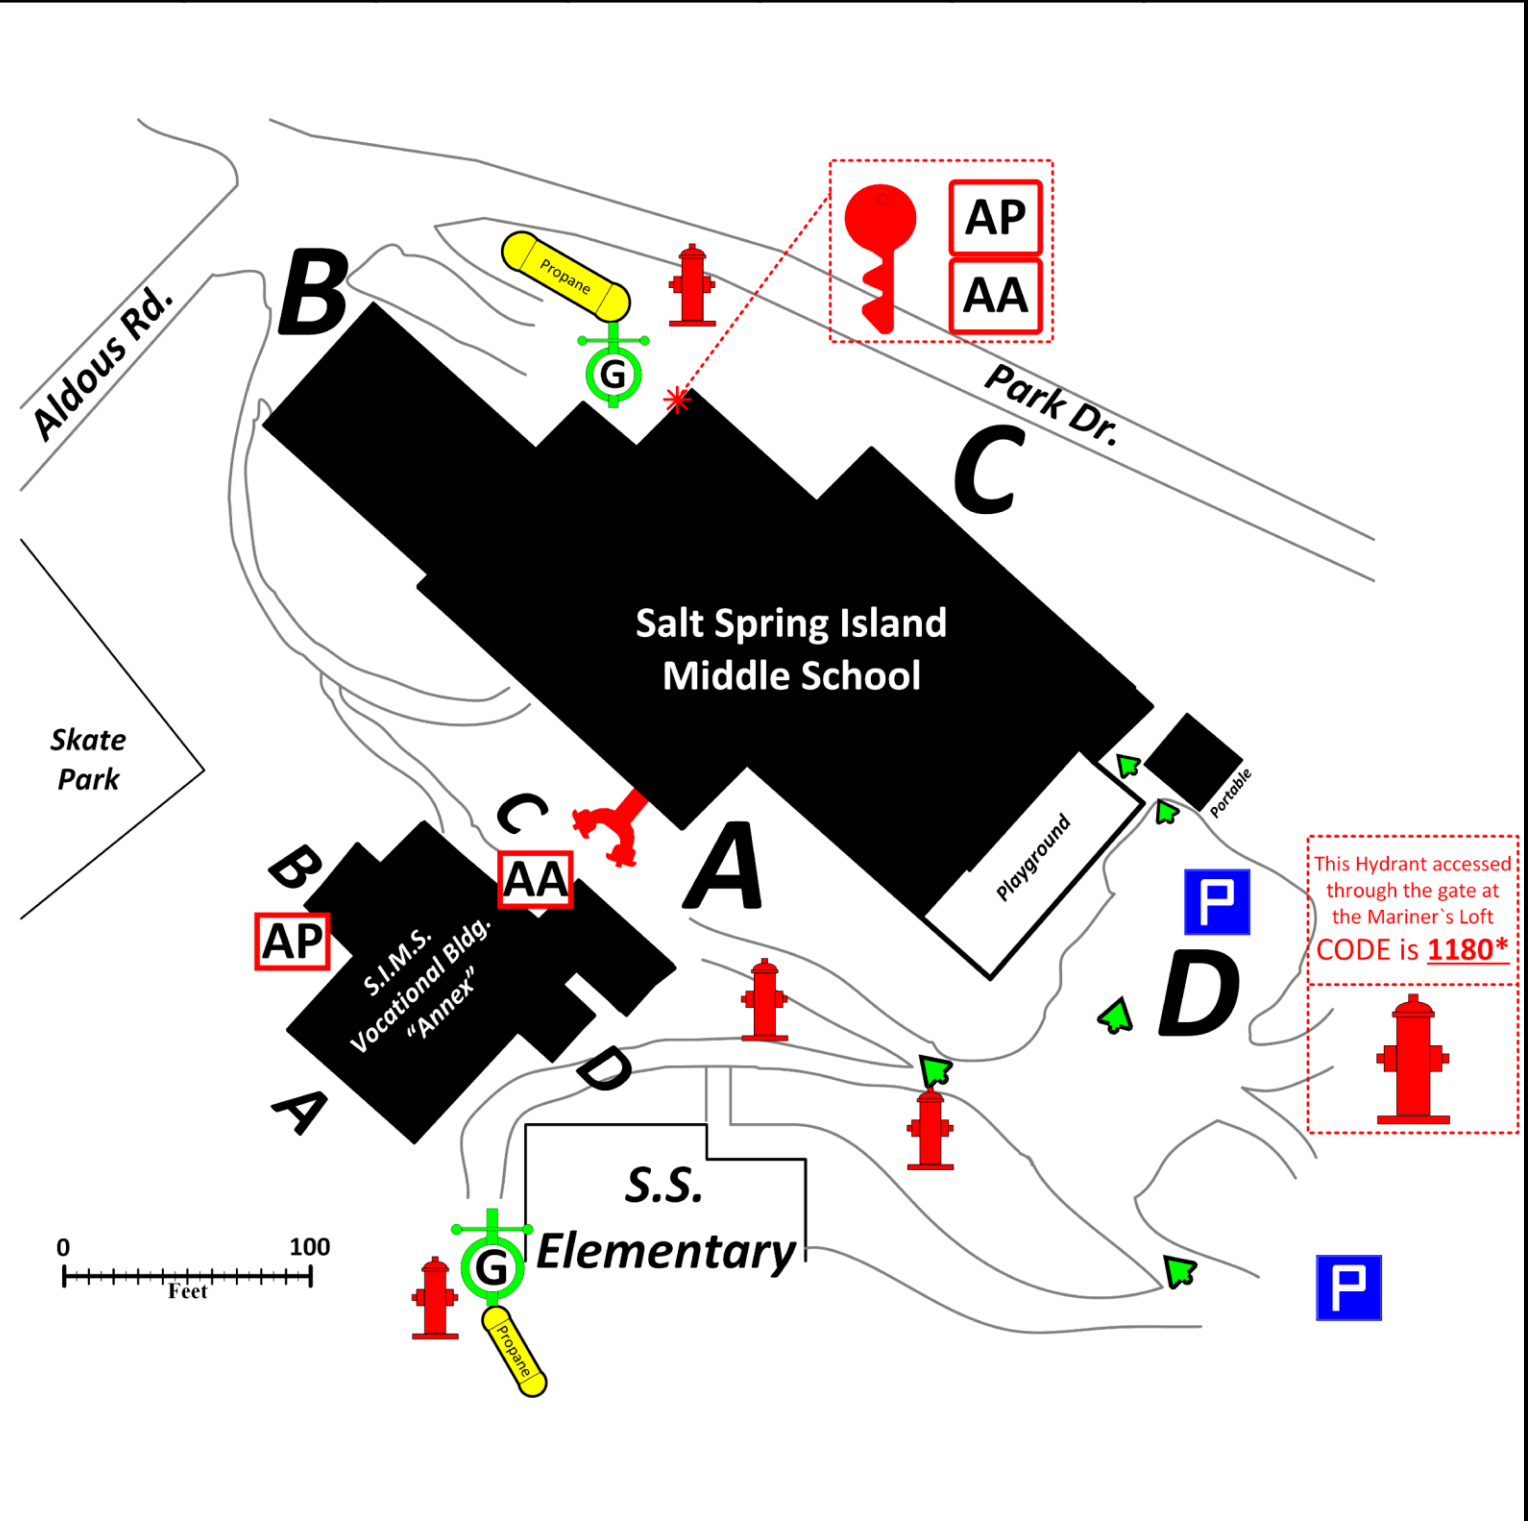 AP
AA
B
Propane
G
Aldous Rd.
Park Dr.
C
Salt Spring Island
Middle School
Skate
Park
Portable
Playground
C
B
AA
A
AP
S.I.M.S.
Vocational Bldg.
“Annex”
P
D
This Hydrant accessed
through the gate at
the Mariner`s Loft
CODE is 1180*
D
A
S.S.
Elementary
0 100
Feet
G
P
Propane